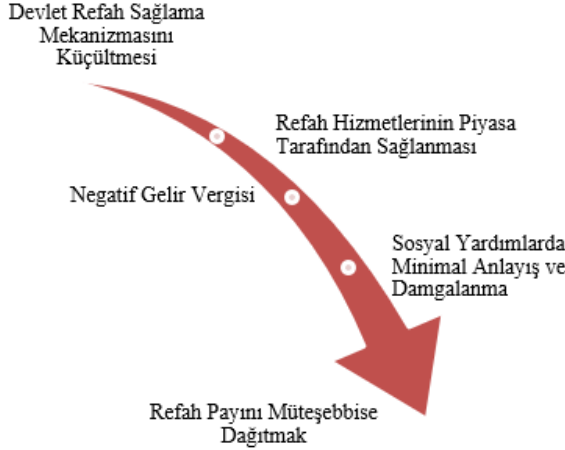 Devlet Refah Sağlama
Mekanizmasını
Küçültmesi
Refah Hizmetlerinin Piyasa
Tarafından Sağlanması
Negatif Gelir Vergisi
Sosyal Yardımlarda
Minimal Anlayış ve
Damgalanma
Refah Payını Müteşebbise
Dağıtmak